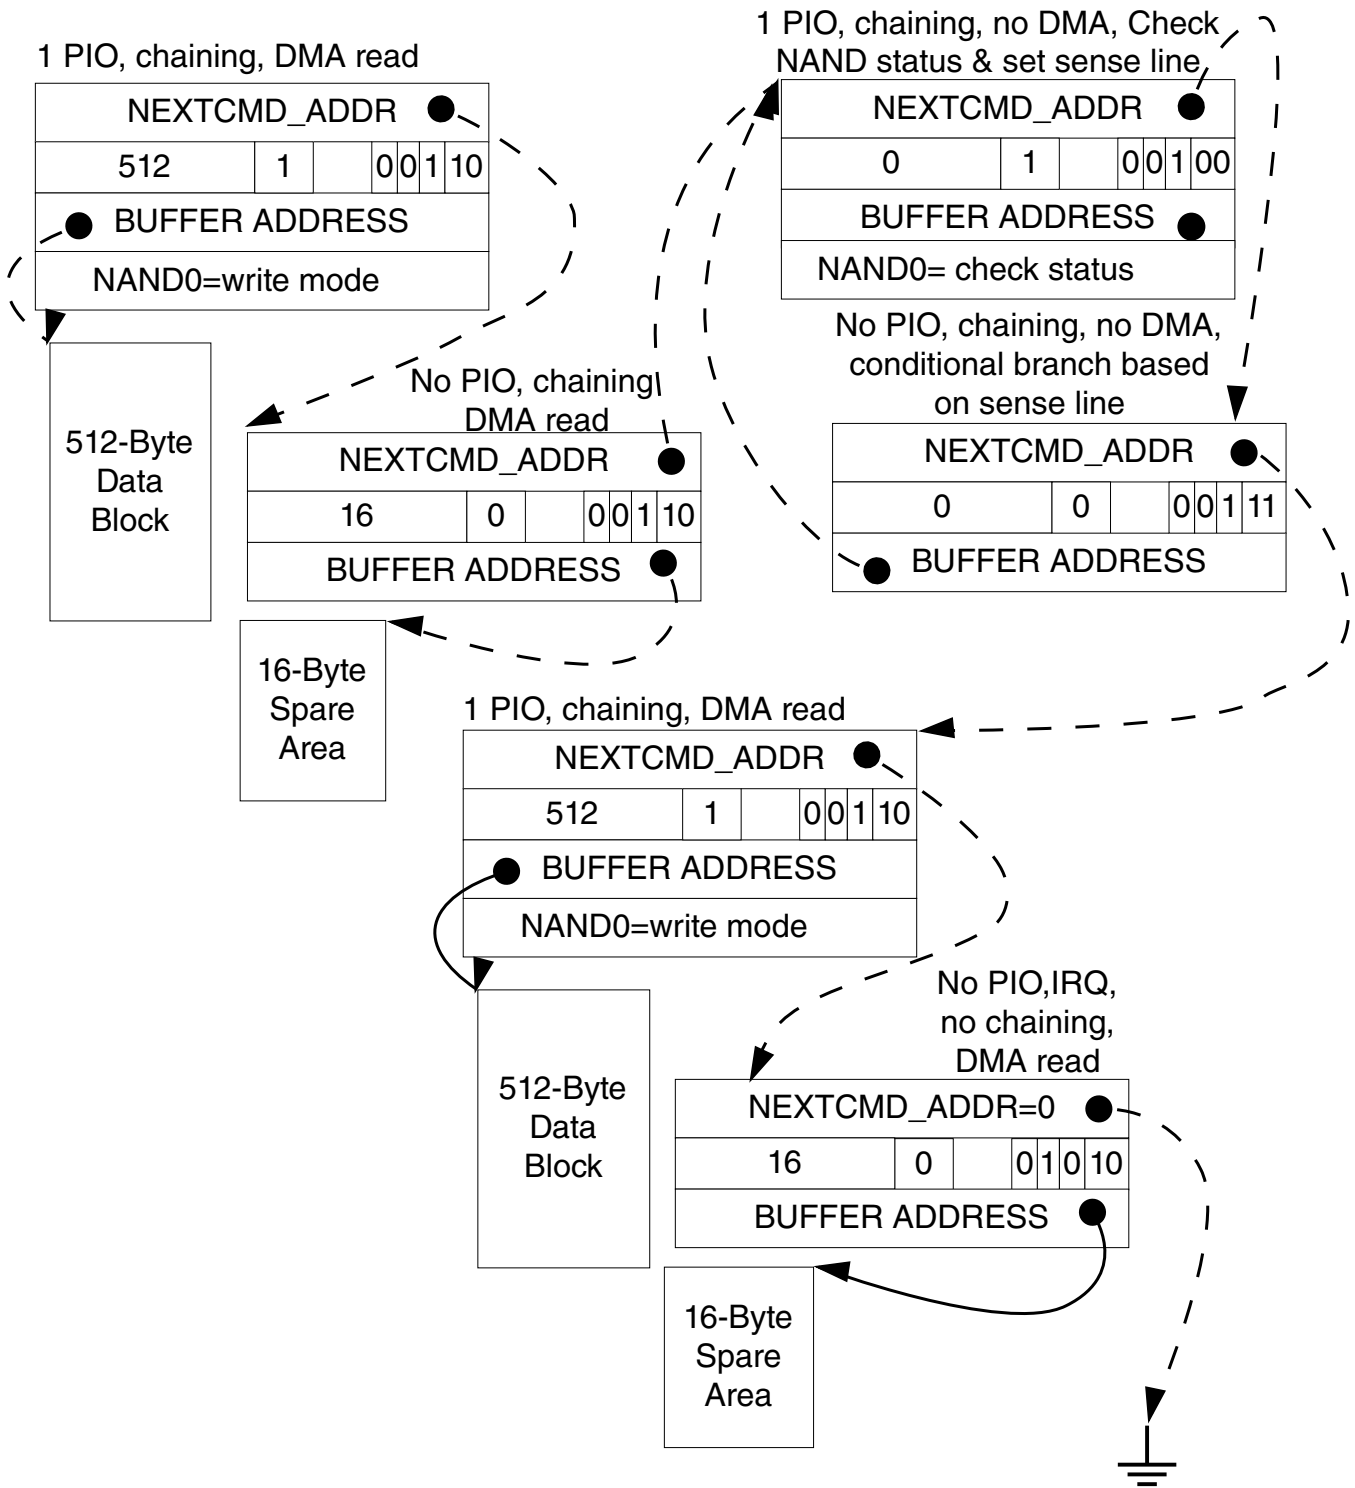 1 PIO, chaining, DMA read
NEXTCMD_ADDR
512 1 0 0 1 10
BUFFER ADDRESS
NAND0=write mode
512-Byte
Data
Block
No PIO, chaining
DMA read
NEXTCMD_ADDR
16 0 0 0 1 10
BUFFER ADDRESS
16-Byte
Spare
Area
1 PIO, chaining, no DMA, Check
NAND status & set sense line
NEXTCMD_ADDR
0 1 0 0 1 00
BUFFER ADDRESS
NAND0= check status
No PIO, chaining, no DMA,
conditional branch based
on sense line
NEXTCMD_ADDR
0 0 0 0 1 11
BUFFER ADDRESS
1 PIO, chaining, DMA read
NEXTCMD_ADDR
512 1 0 0 1 10
BUFFER ADDRESS
NAND0=write mode
512-Byte
Data
Block
No PIO,IRQ,
no chaining,
DMA read
NEXTCMD_ADDR=0
16 0 0 1 0 10
BUFFER ADDRESS
16-Byte
Spare
Area